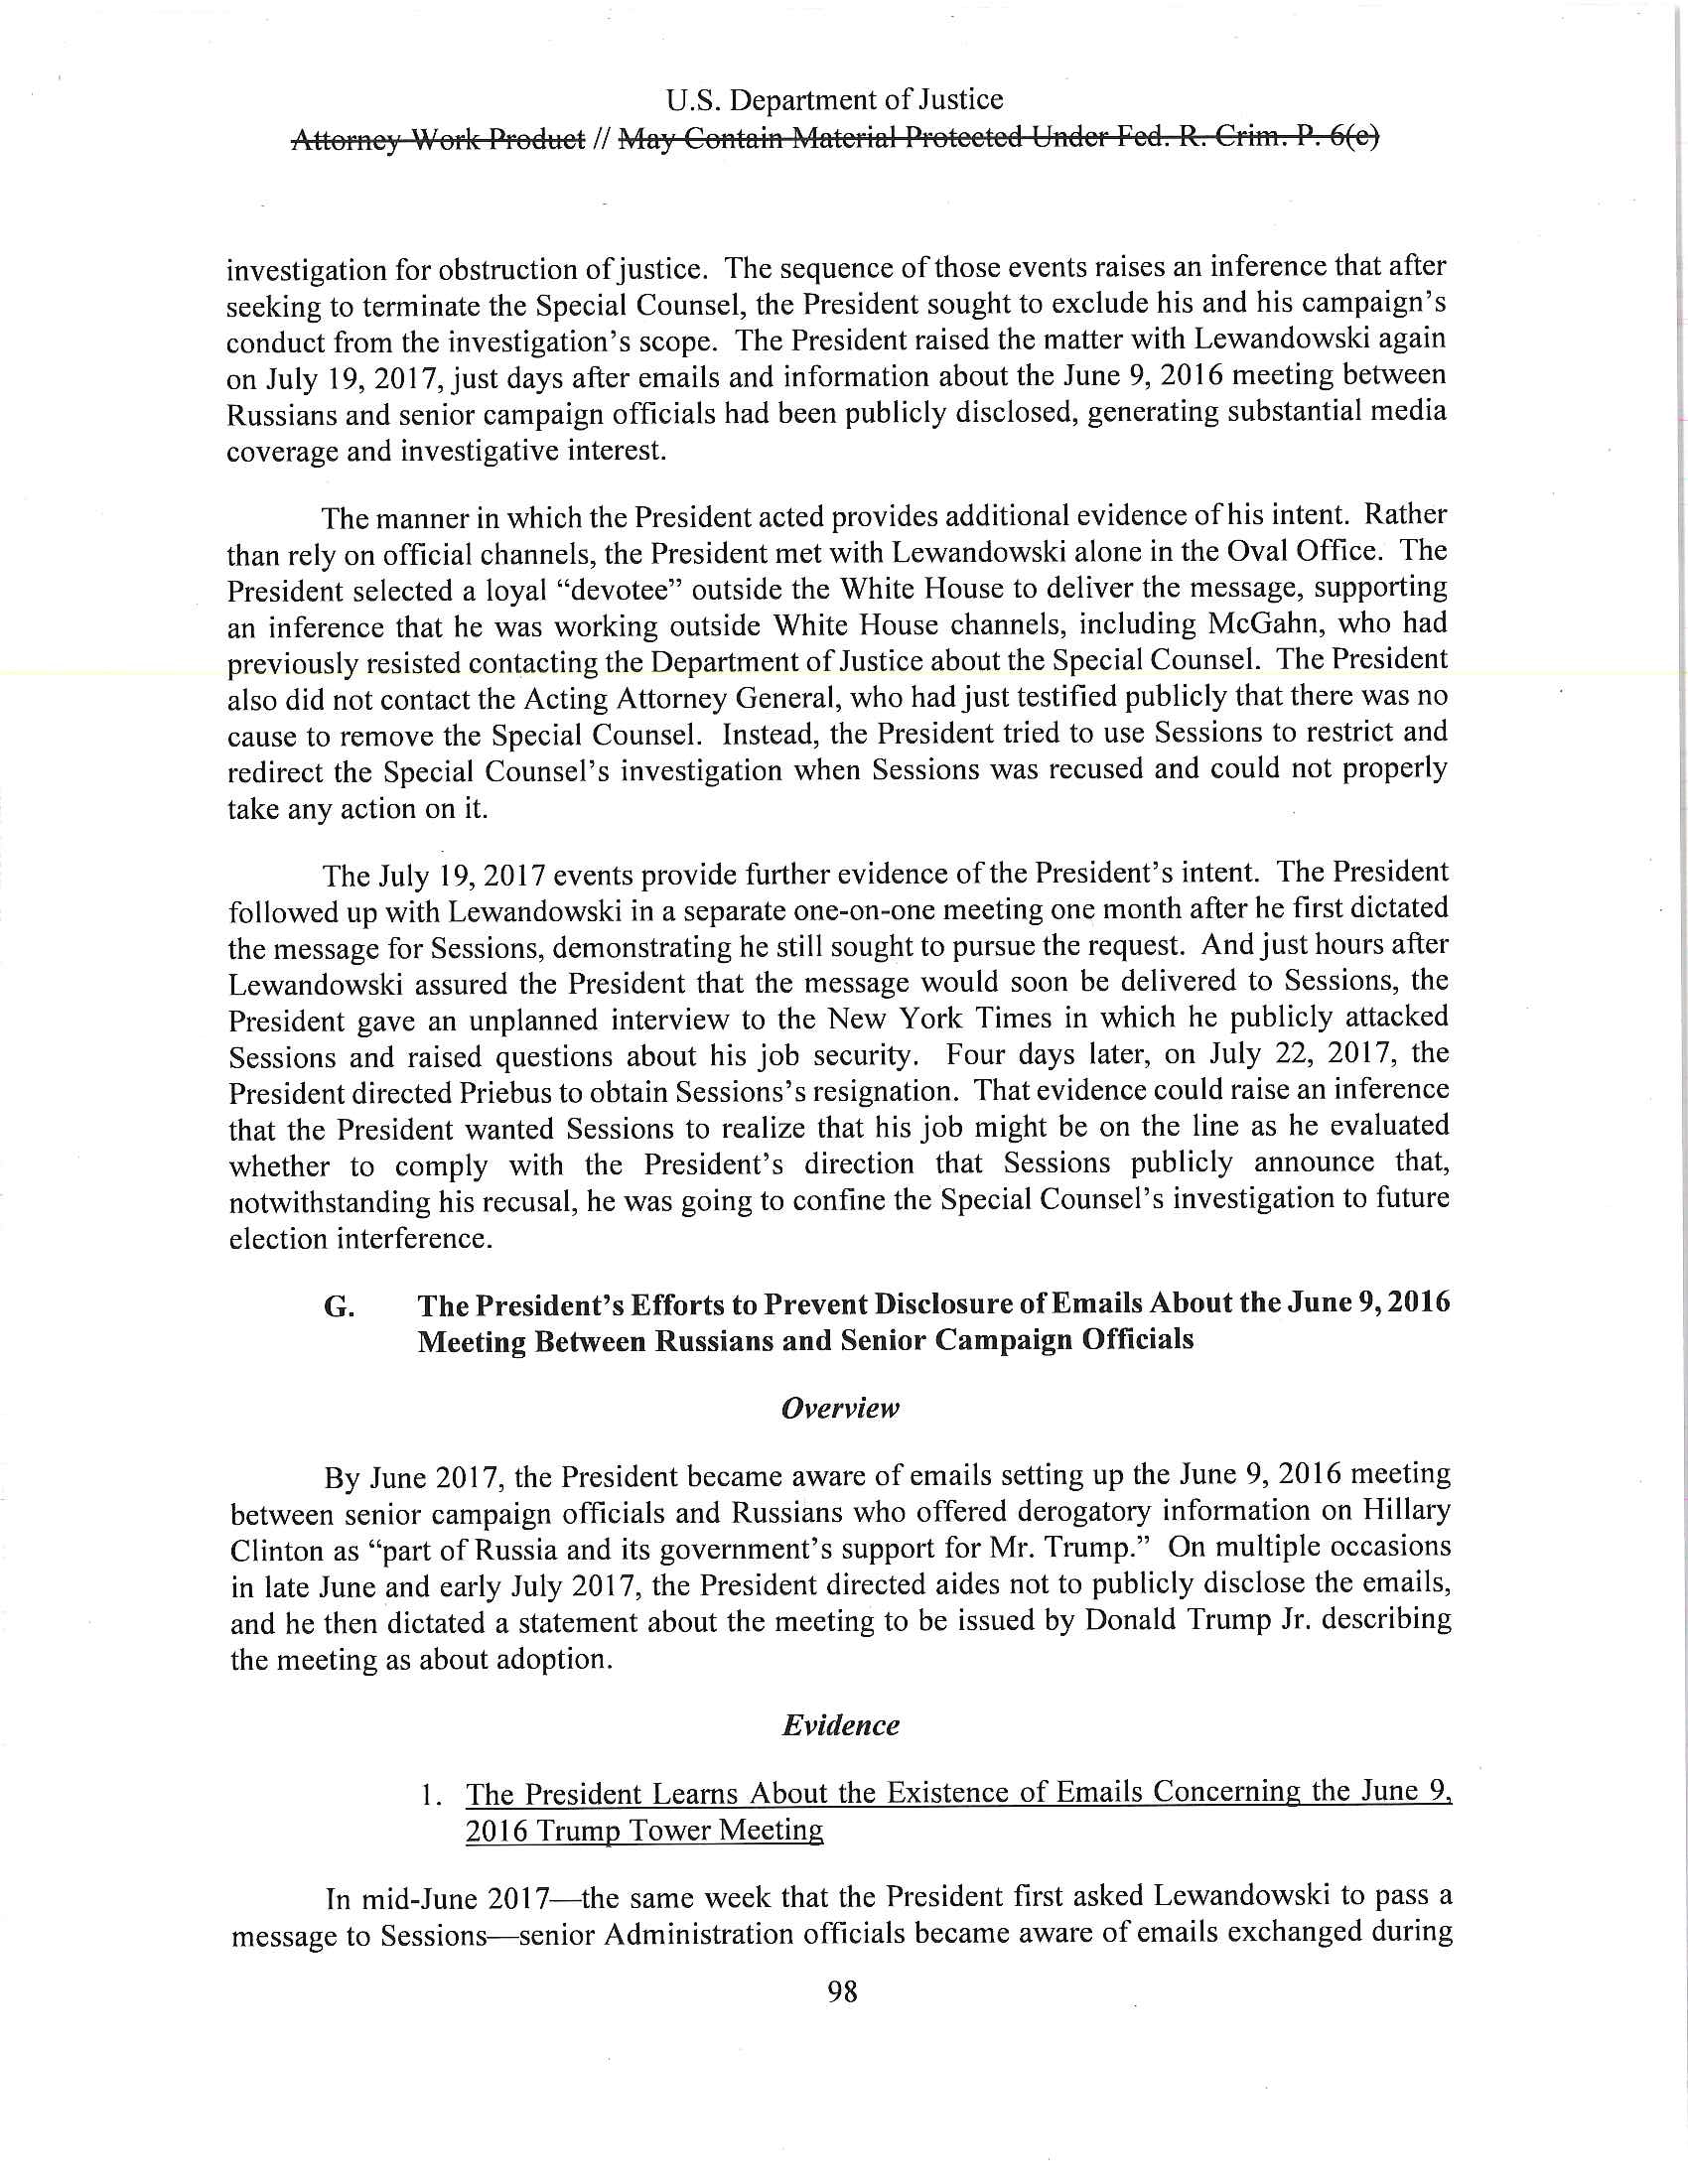 U.S. Department of Justice
Attorney Work Product // May Contain Material Protected Under Fed. R. Crim. P. 6(e)
investigation for obstruction of justice. The sequence of those events raises an inference that after
seeking to terminate the Special Counsel, the President sought to exclude his and his campaign's
conduct from the investigation's scope. The President raised the matter with Lewandowski again
on July 19, 2017, just days after emails and information about the June 9, 2016 meeting between
Russians and senior campaign officials had been publicly disclosed, generating substantial media
coverage and investigative interest.
The manner in which the President acted provides additional evidence of his intent. Rather
than rely on official channels, the President met with Lewandowski alone in the Oval Office. The
President selected a loyal “devotee” outside the White House to deliver the message, supporting
an inference that he was working outside White House channels, including McGahn, who had
previously resisted contacting the Department of Justice about the Special Counsel. The President
also did not contact the Acting Attorney General, who had just testified publicly that there was no
cause to remove the Special Counsel. Instead, the President tried to use Sessions to restrict and
redirect the Special Counsel's investigation when Sessions was recused and could not properly
take any action on it.
The July 19, 2017 events provide further evidence of the President's intent. The President
followed up with Lewandowski in a separate one-on-one meeting one month after he first dictated
the message for Sessions, demonstrating he still sought to pursue the request. And just hours after
Lewandowski assured the President that the message would soon be delivered to Sessions, the
President gave an unplanned interview to the New York Times in which he publicly attacked
Sessions and raised questions about his job security. Four days later, on July 22, 2017, the
President directed Priebus to obtain Sessions's resignation. That evidence could raise an inference
that the President wanted Sessions to realize that his job might be on the line as he evaluated
whether to comply with the President's direction that Sessions publicly announce that,
notwithstanding his recusal, he was going to confine the Special Counsel's investigation to future
election interference.
G. The President's Efforts to Prevent Disclosure of Emails About the June 9, 2016
Meeting Between Russians and Senior Campaign Officials
Overview
By June 2017, the President became aware of emails setting up the June 9, 2016 meeting
between senior campaign officials and Russians who offered derogatory information on Hillary
Clinton as “part of Russia and its government's support for Mr. Trump.” On multiple occasions
in late June and early July 2017, the President directed aides not to publicly disclose the emails,
and he then dictated a statement about the meeting to be issued by Donald Trump Jr. describing
the meeting as about adoption.
Evidence
1. The President Learns About the Existence of Emails Concerning the June 9,
2016 Trump Tower Meeting
In mid-June 2017—the same week that the President first asked Lewandowski to pass a
message to Sessions—senior Administration officials became aware of emails exchanged during
98